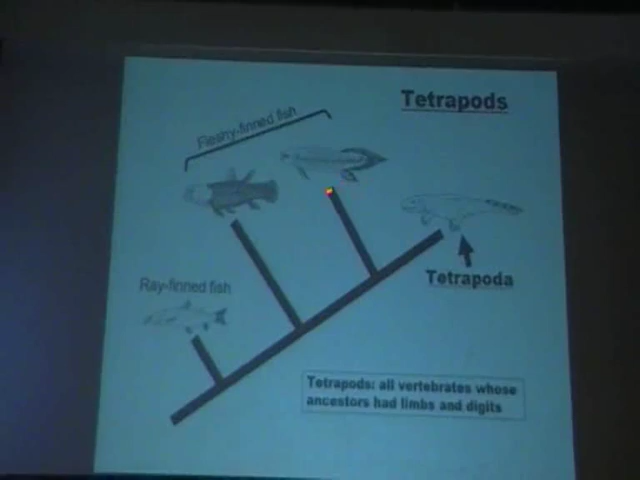 Tetrapods
Fleshy-finned fish
Ray-finned fish
Tetrapoda
Tetrapods: all vertebrates whose
ancestors had limbs and digits